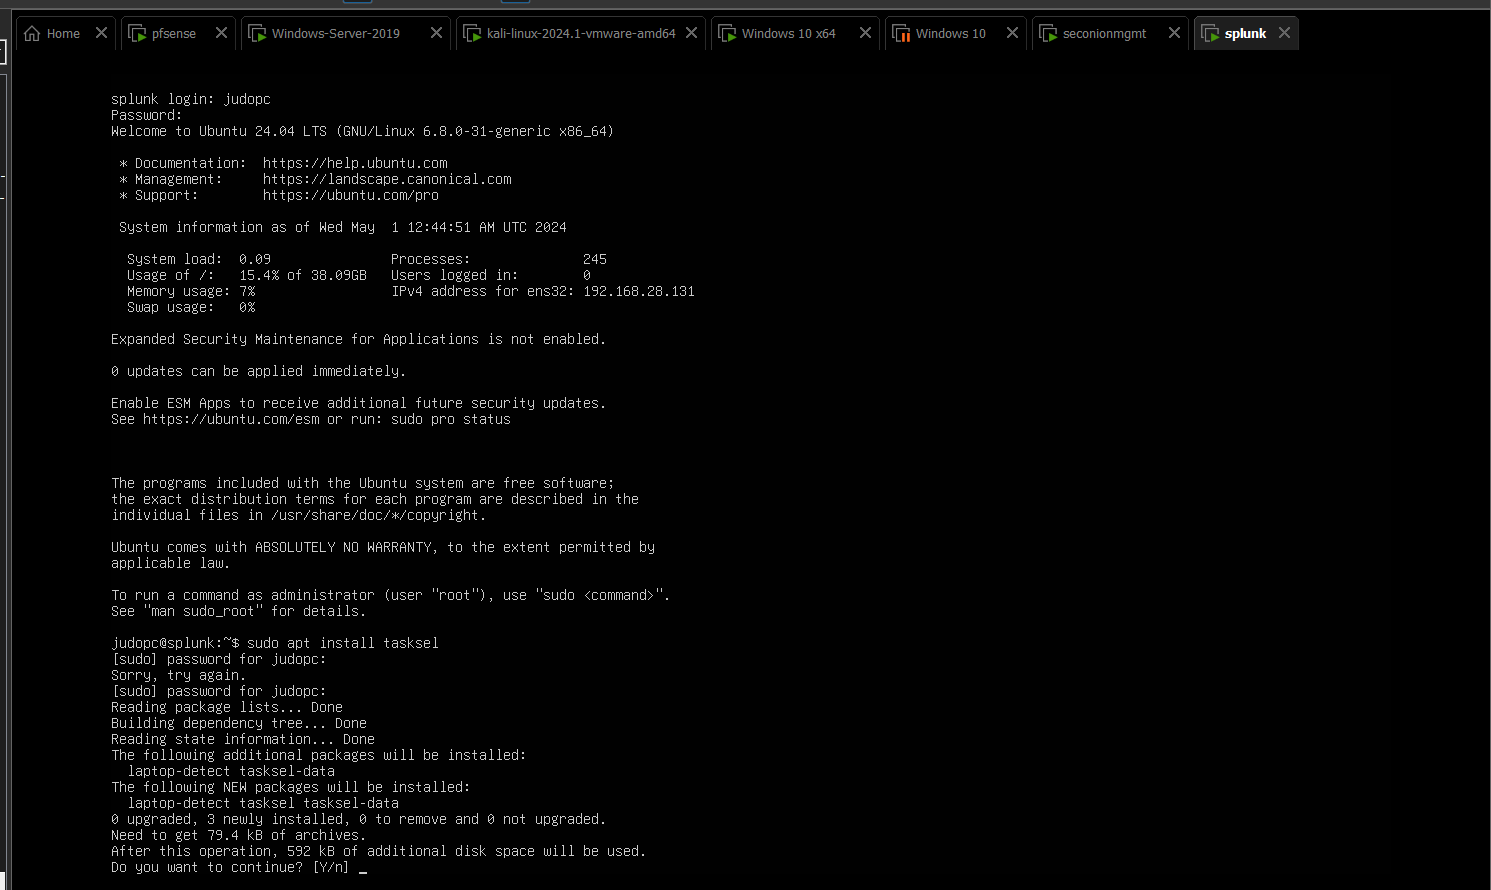 Home pfsense Windows-Server-2019 kali-linux-2024.1-vmware-amd64 Windows 10 x64 Windows 10 seconionmgmt splunk
splunk login: judopc
Password:
Welcome to Ubuntu 24.04 LTS (GNU/Linux 6.8.0-31-generic x86_64)
* Documentation:  https://help.ubuntu.com
* Management:     https://landscape.canonical.com
* Support:        https://ubuntu.com/pro
System information as of Wed May  1 12:44:51 AM UTC 2024
System load:  0.09               Processes:              245
Usage of /:   15.4% of 38.09GB   Users logged in:        0
Memory usage: 7%                 IPv4 address for ens32: 192.168.28.131
Swap usage:   0%
Expanded Security Maintenance for Applications is not enabled.
0 updates can be applied immediately.
Enable ESM Apps to receive additional future security updates.
See https://ubuntu.com/esm or run: sudo pro status
The programs included with the Ubuntu system are free software;
the exact distribution terms for each program are described in the
individual files in /usr/share/doc/*/copyright.
Ubuntu comes with ABSOLUTELY NO WARRANTY, to the extent permitted by
applicable law.
To run a command as administrator (user "root"), use "sudo <command>".
See "man sudo_root" for details.
judopc@splunk:~$ sudo apt install tasksel
[sudo] password for judopc:
Sorry, try again.
[sudo] password for judopc:
Reading package lists... Done
Building dependency tree... Done
Reading state information... Done
The following additional packages will be installed:
laptop-detect tasksel-data
The following NEW packages will be installed:
laptop-detect tasksel tasksel-data
0 upgraded, 3 newly installed, 0 to remove and 0 not upgraded.
Need to get 79.4 kB of archives.
After this operation, 592 kB of additional disk space will be used.
Do you want to continue? [Y/n] _